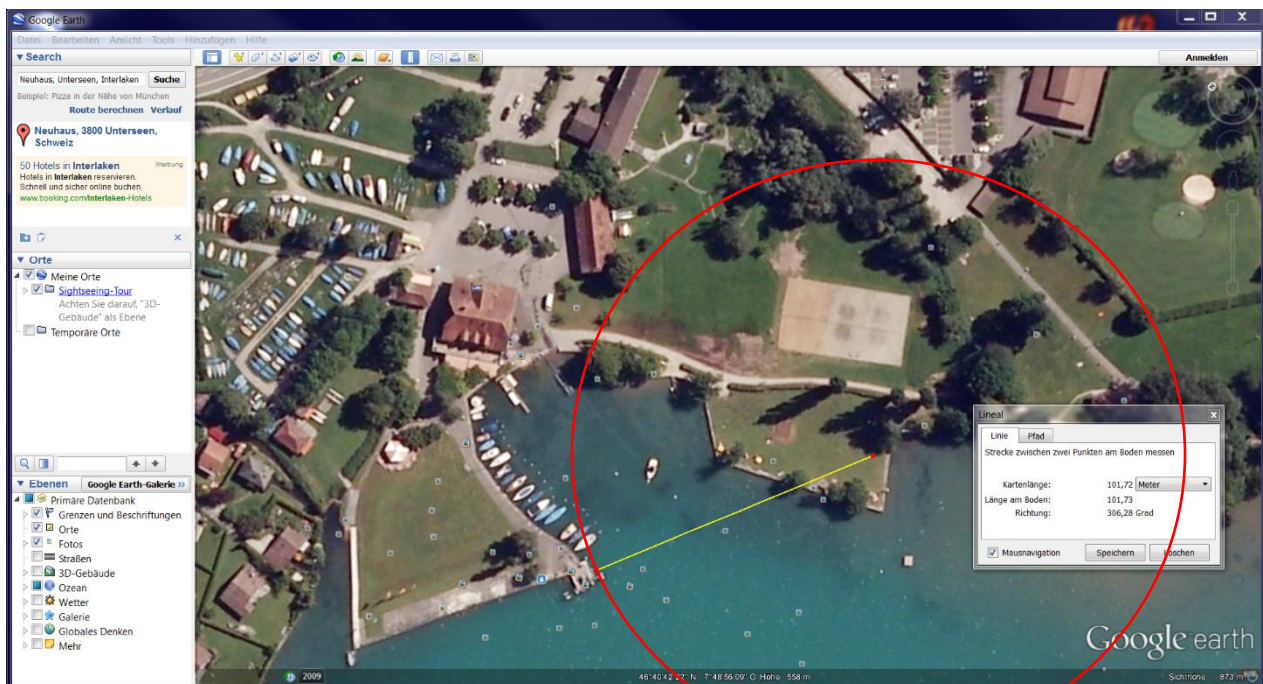 Google Earth
Datei Bearbeiten Ansicht Tools Hinzufügen Hilfe
Search
Neuhaus, Unterseen, Interlaken Suche
Beispiel: Pizza in der Nähe von München
Route berechnen Verlauf
Neuhaus, 3800 Unterseen,
Schweiz
50 Hotels in Interlaken Werbung
Hotels in Interlaken reservieren.
Schnell und sicher online buchen.
www.booking.com/Interlaken-Hotels
Orte
Meine Orte
Sightseeing-Tour
Achten Sie darauf, "3D-
Gebäude" als Ebene
Temporäre Orte
Ebenen Google Earth-Galerie »
Primäre Datenbank
Grenzen und Beschriftungen
Orte
Fotos
Straßen
3D-Gebäude
Ozean
Wetter
Galerie
Globales Denken
Mehr
Anmelden
Lineal
Linie Pfad
Strecke zwischen zwei Punkten am Boden messen
Kartenlänge: 101,72 Meter
Länge am Boden: 101,73
Richtung: 306,28 Grad
Mausnavigation Speichern Löschen
Google earth
2009
7°48'56.09" O Höhe 558 m
Sichthöhe 873 m